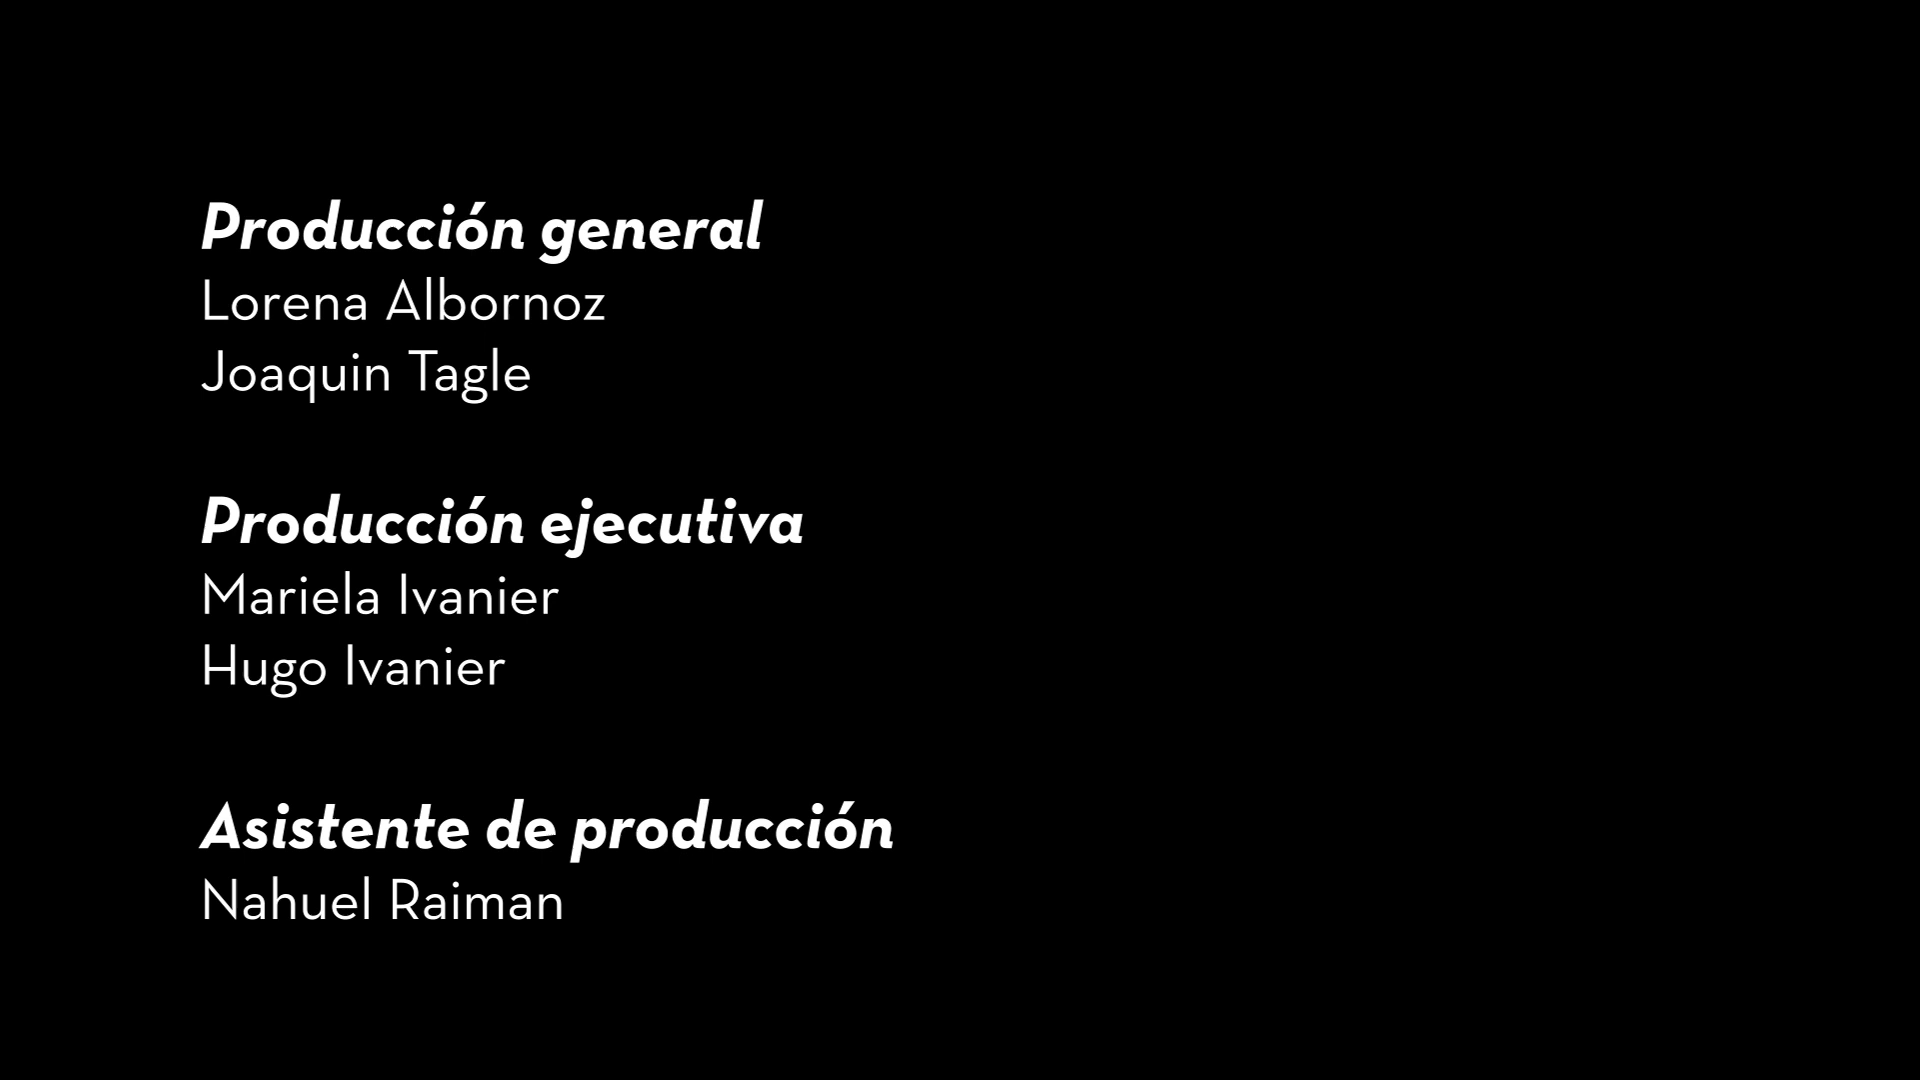 Producción general
Lorena Albornoz
Joaquin Tagle
Producción ejecutiva
Mariela Ivanier
Hugo Ivanier
Asistente de producción
Nahuel Raiman